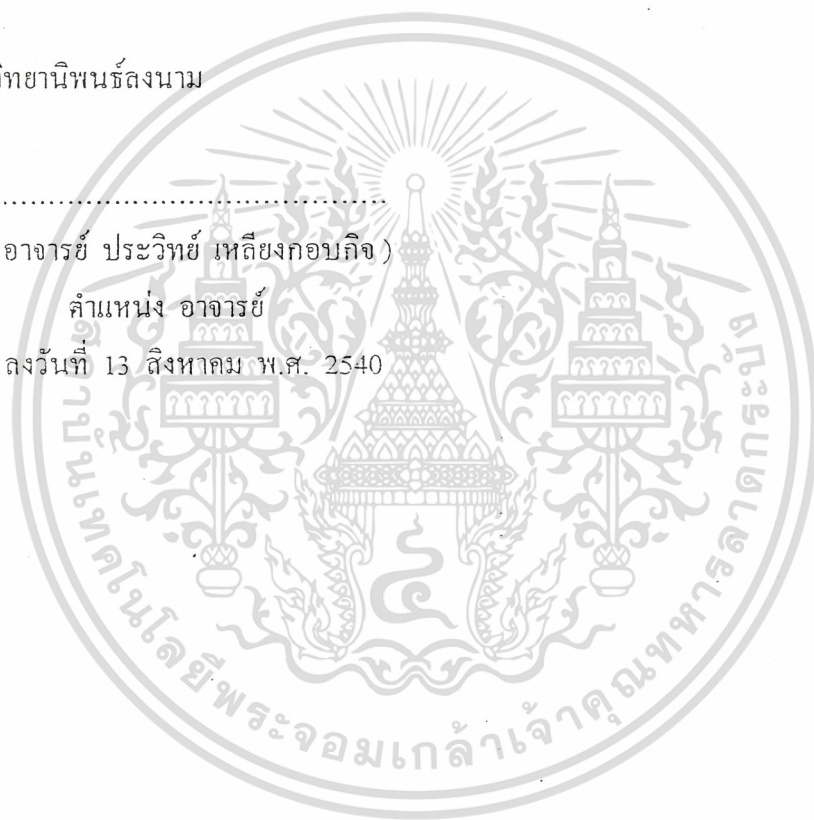 วิทยานิพนธ์ลงนาม
........................................................
อาจารย์ ประวิทย์ เหลียงกอบกิจ )
ตำแหน่ง อาจารย์
ลงวันที่ 13 สิงหาคม พ.ศ. 2540
สถาบันเทคโนโลยีพระจอมเกล้าเจ้าคุณทหารลาดกระบัง
๔